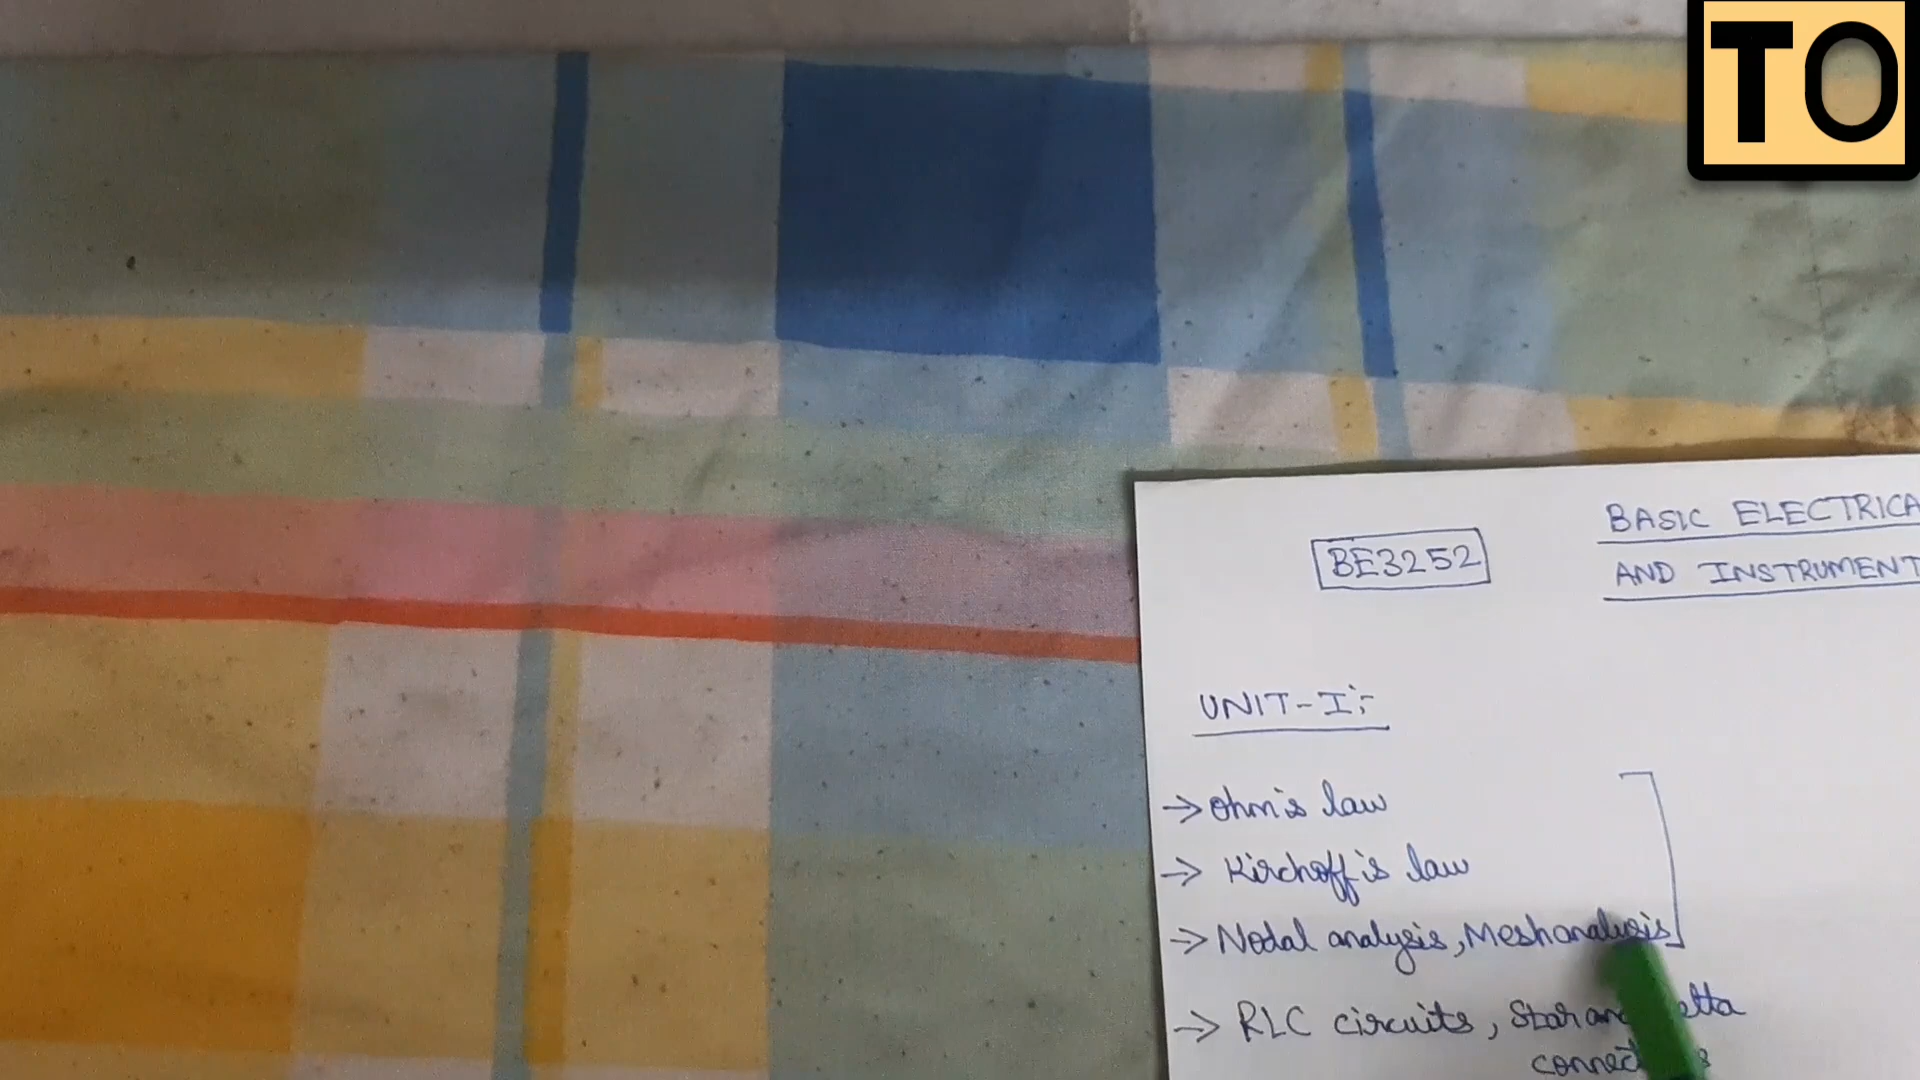 TO
BASIC ELECTRICA
BE3252
AND INSTRUMENT
UNIT-I:-
→ Ohm's law
→ Kirchoff's law
→ Nodal analysis, Mesh analysis
→ RLC circuits, Star